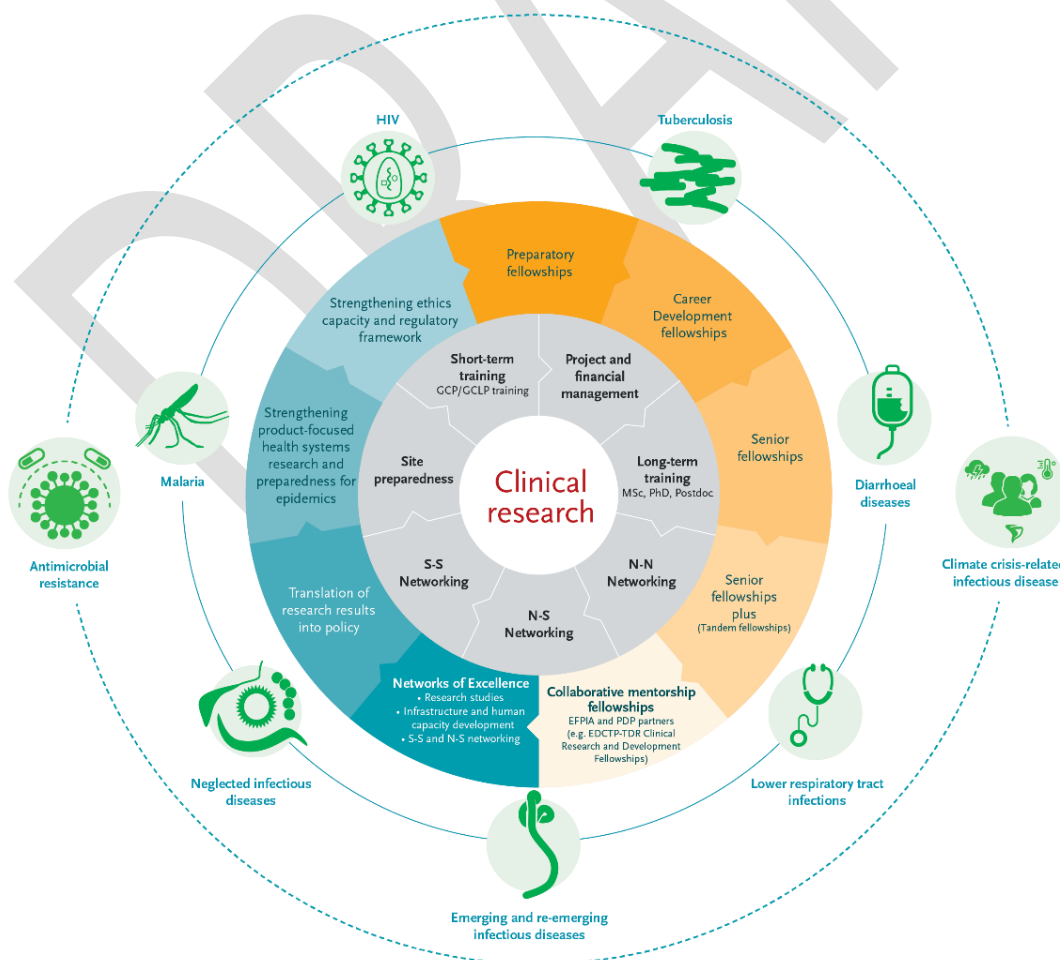 HIV
Tuberculosis
Preparatory
fellowships
Career
Development
fellowships
Strengthening ethics
capacity and regulatory
framework
Short-term
training
GCP/GCLP training
Project and
financial
management
Strengthening
product-focused
health systems
research and
preparedness for
epidemics
Site
preparedness
Clinical
research
Long-term
training
MSc, PhD, Postdoc
Senior
fellowships
Malaria
Diarrhoeal
diseases
Antimicrobial
resistance
Climate crisis-related
infectious disease
S-S
Networking
N-N
Networking
N-S
Networking
Translation of
research results
into policy
Senior
fellowships
plus
(Tandem fellowships)
Networks of Excellence
• Research studies
• Infrastructure and human
capacity development
• S-S and N-S networking
Collaborative mentorship
fellowships
EFPIA and PDP partners
(e.g. EDCTP-TDR Clinical
Research and Development
Fellowships)
Neglected infectious
diseases
Lower respiratory tract
infections
Emerging and re-emerging
infectious diseases